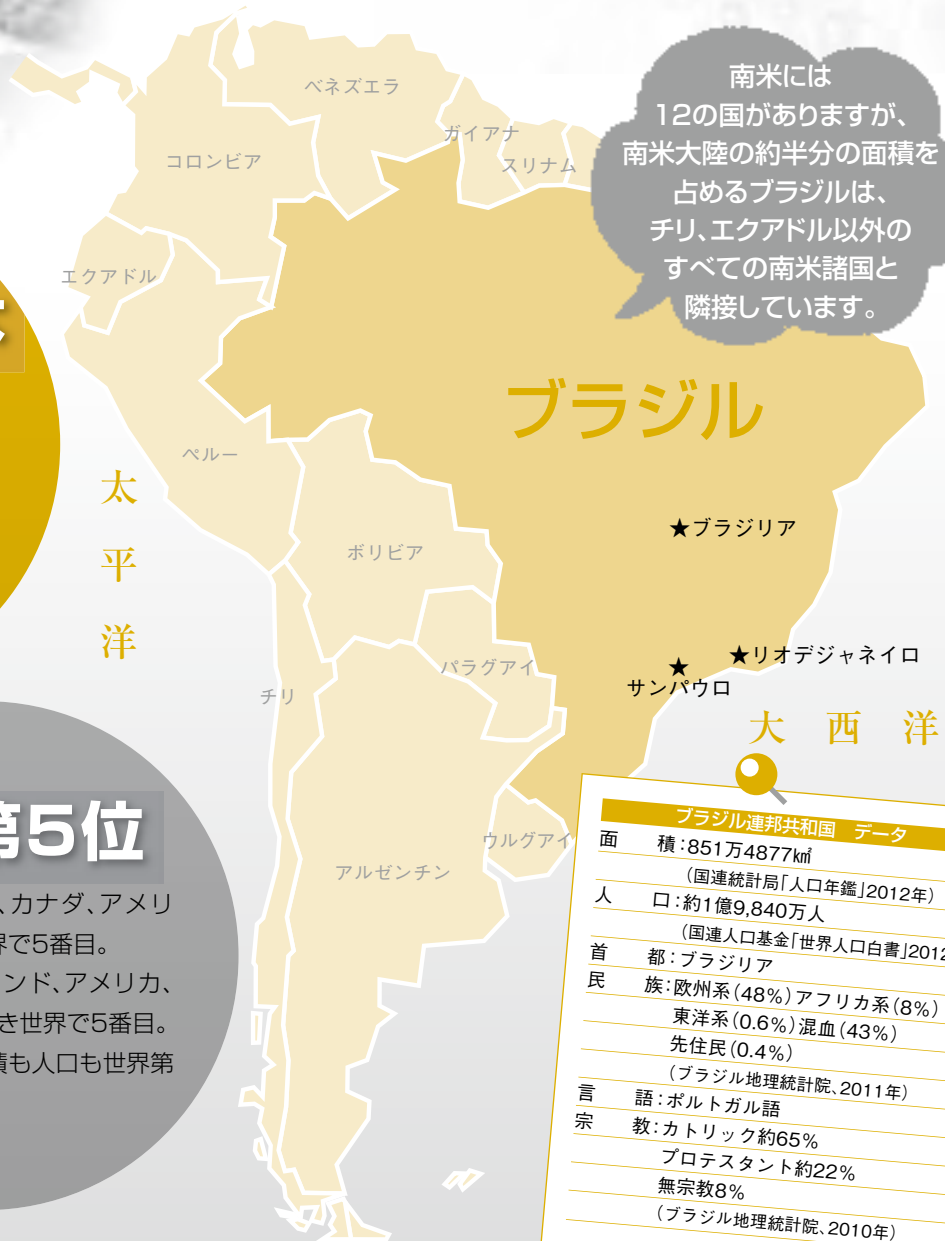 南米には
12の国がありますが、
南米大陸の約半分の面積を
占めるブラジルは、
チリ、エクアドル以外の
すべての南米諸国と
隣接しています。
ベネズエラ
ガイアナ
スリナム
コロンビア
エクアドル
ブラジル
ペルー
太平洋
ボリビア
★ブラジリア
パラグアイ
★リオデジャネイロ
★
サンパウロ
チリ
大西洋
ウルグアイ
アルゼンチン
第5位
、カナダ、アメリ
界で5番目。
ンド、アメリカ、
き世界で5番目。
積も人口も世界第
ブラジル連邦共和国 データ
面 積:851万4877㎢
(国連統計局「人口年鑑」2012年)
人 口:約1億9,840万人
(国連人口基金「世界人口白書」2012
首 都:ブラジリア
民 族:欧州系(48%)アフリカ系(8%)
東洋系(0.6%)混血(43%)
先住民(0.4%)
(ブラジル地理統計院、2011年)
言 語:ポルトガル語
宗 教:カトリック約65%
プロテスタント約22%
無宗教8%
(ブラジル地理統計院、2010年)